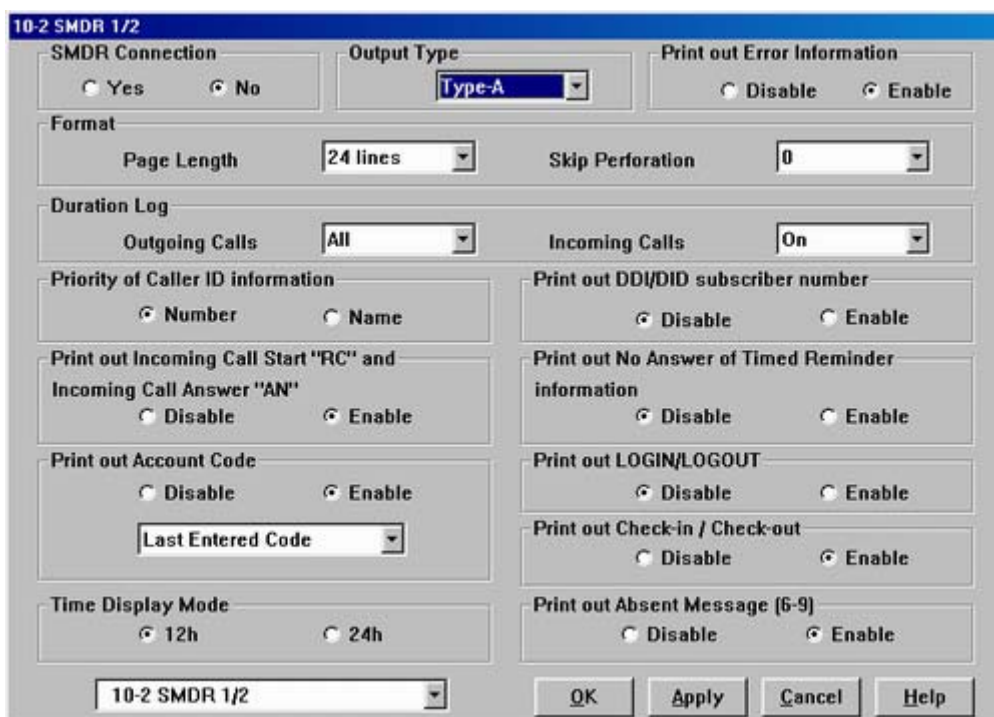 10-2 SMDR 1/2
SMDR Connection
Yes No
Output Type
Type-A
Print out Error Information
Disable Enable
Format
Page Length 24 lines Skip Perforation 0
Duration Log
Outgoing Calls All Incoming Calls On
Priority of Caller ID information
Number Name
Print out DDI/DID subscriber number
Disable Enable
Print out Incoming Call Start "RC" and
Incoming Call Answer "AN"
Disable Enable
Print out No Answer of Timed Reminder
information
Disable Enable
Print out Account Code
Disable Enable
Last Entered Code
Print out LOGIN/LOGOUT
Disable Enable
Print out Check-in / Check-out
Disable Enable
Time Display Mode
12h 24h
Print out Absent Message (6-9)
Disable Enable
10-2 SMDR 1/2
OK Apply Cancel Help